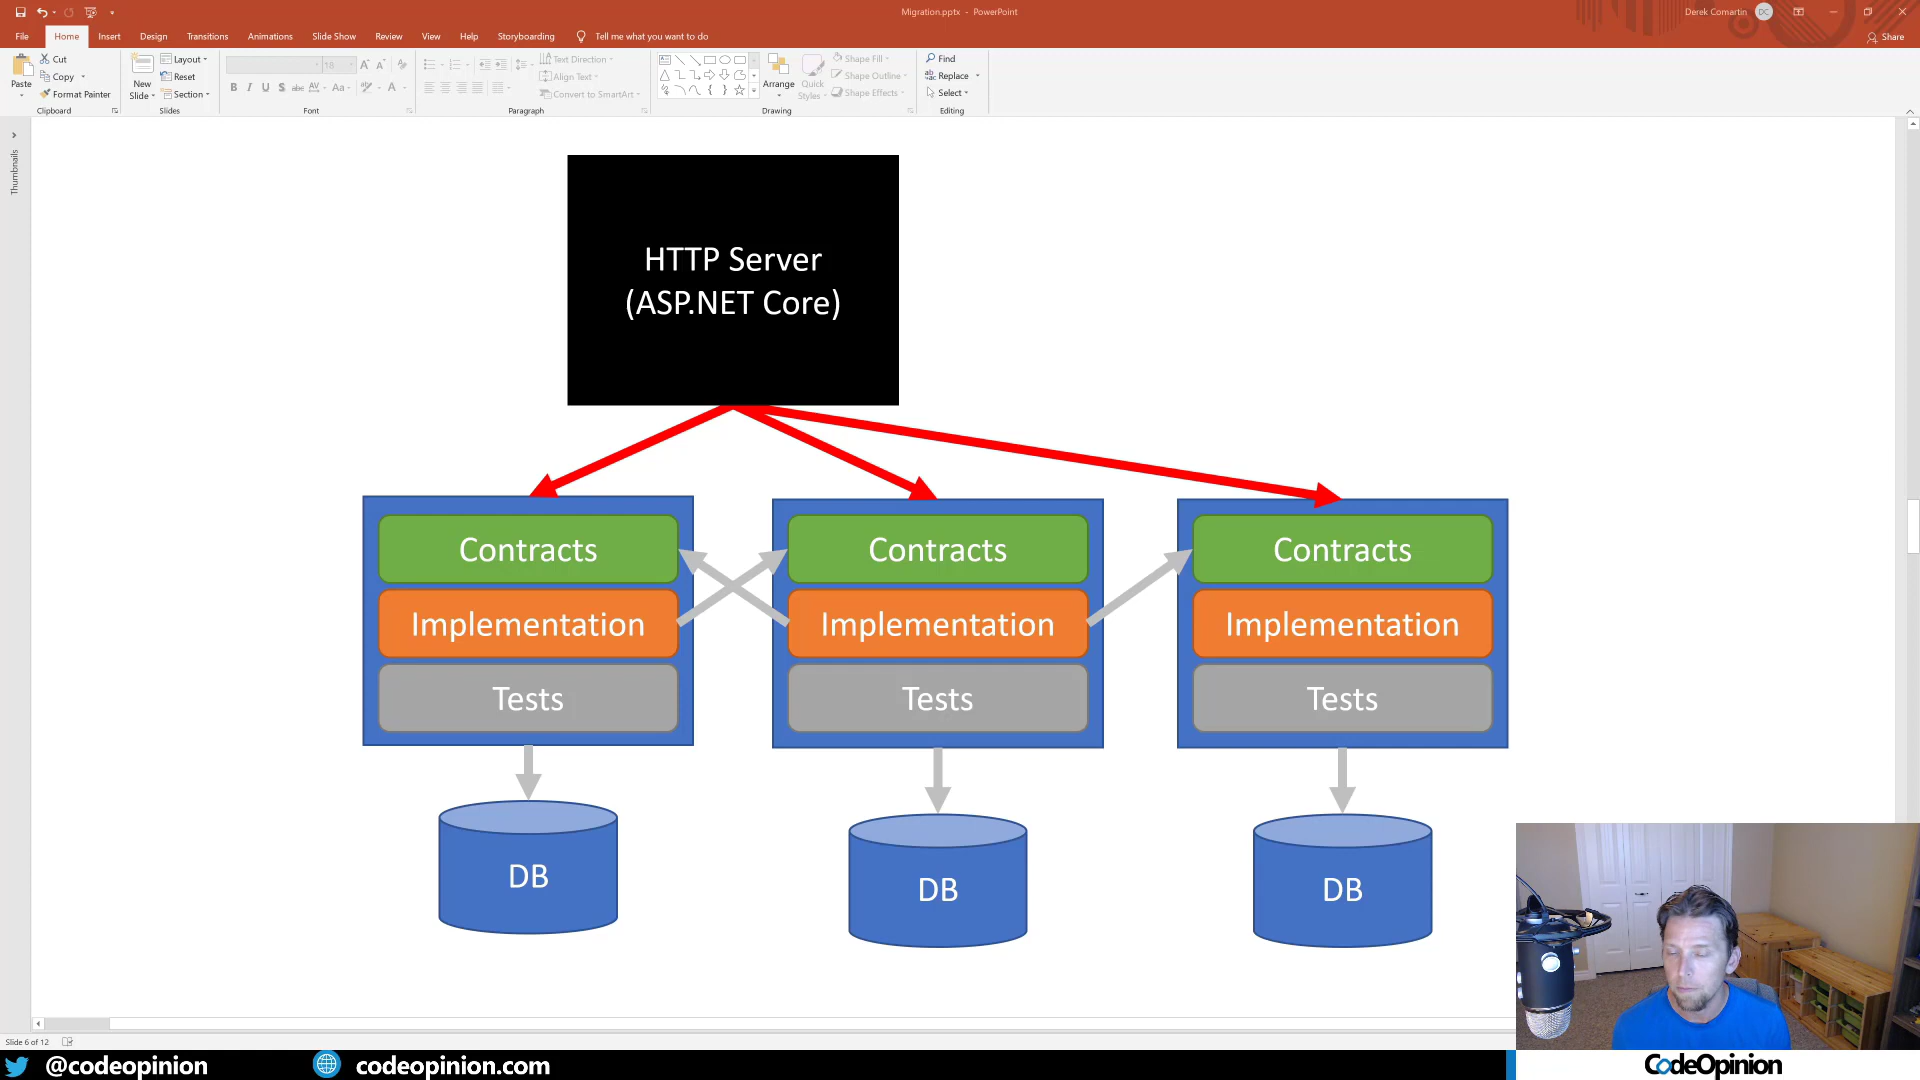 Migration.pptx - PowerPoint
Derek Comartin
DC
File
Home
Insert
Design
Transitions
Animations
Slide Show
Review
View
Help
Storyboarding
Tell me what you want to do
Share
Paste
Cut
Copy
Format Painter
Clipboard
New
Slide
Layout
Reset
Section
Slides
18
Font
Text Direction
Align Text
Convert to SmartArt
Paragraph
Arrange
Quick
Styles
Shape Fill
Shape Outline
Shape Effects
Drawing
Find
Replace
Select
Editing
Thumbnails
HTTP Server
(ASP.NET Core)
Contracts
Implementation
Tests
DB
Contracts
Implementation
Tests
DB
Contracts
Implementation
Tests
DB
Slide 6 of 12
@codeopinion
codeopinion.com
CodeOpinion